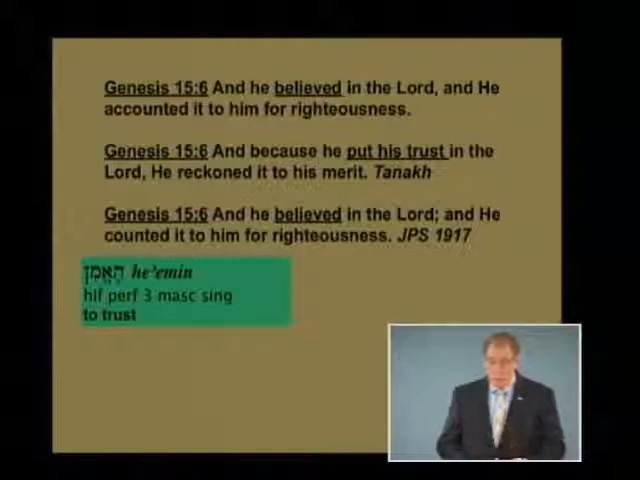 Genesis 15:6 And he believed in the Lord, and He
accounted it to him for righteousness.
Genesis 15:6 And because he put his trust in the
Lord, He reckoned it to his merit. Tanakh
Genesis 15:6 And he believed in the Lord; and He
counted it to him for righteousness. JPS 1917
הֶאֱמִן he’emin
hif perf 3 masc sing
to trust